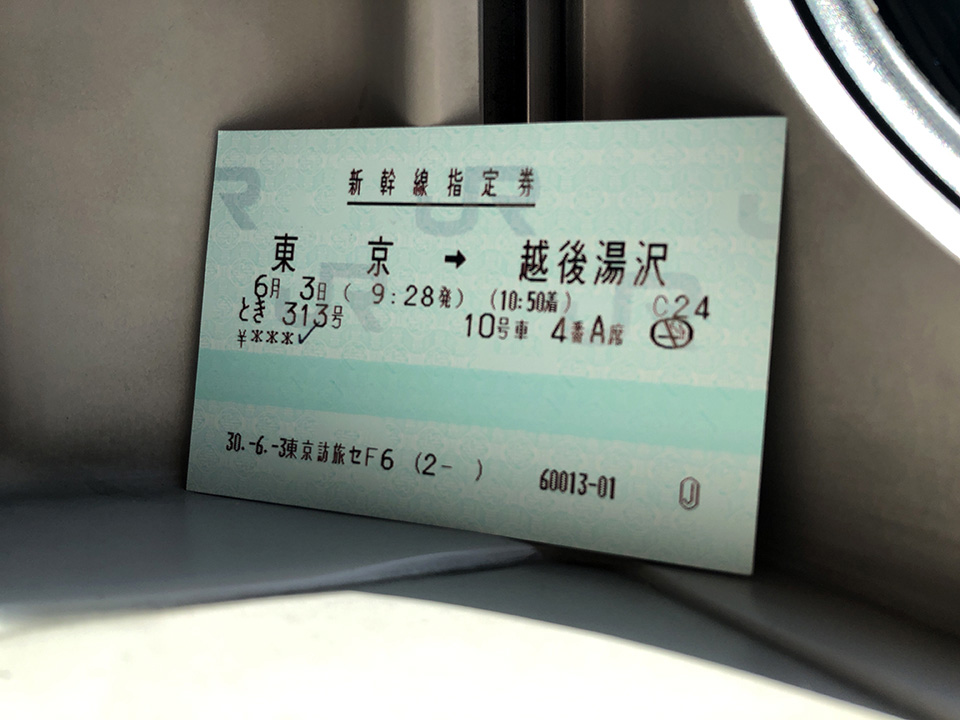 新幹線指定券
東京 → 越後湯沢
6月 3日 ( 9:28発) (10:50着) C24
とき 313号 10号車 4番A席
¥***
30.-6.-3東京訪旅セF6 (2- ) 60013-01